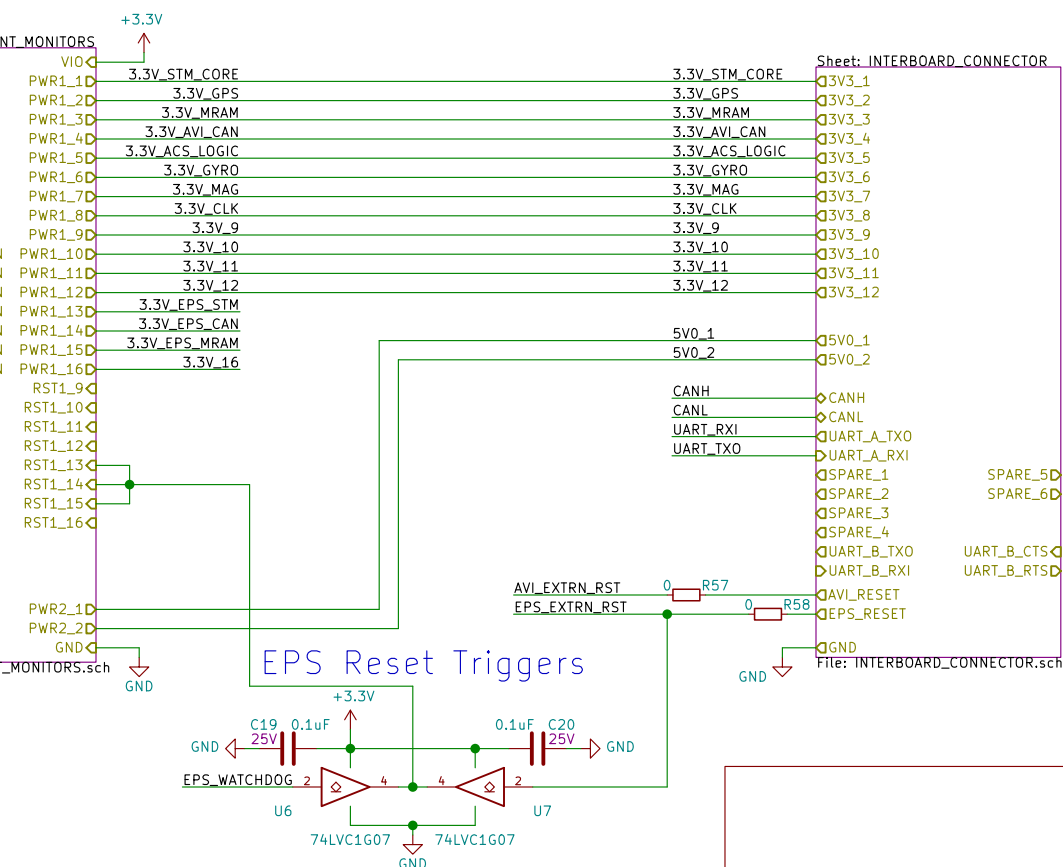 +3.3V
NT_MONITORS
VIO
PWR1_1 3.3V_STM_CORE
PWR1_2 3.3V_GPS
PWR1_3 3.3V_MRAM
PWR1_4 3.3V_AVI_CAN
PWR1_5 3.3V_ACS_LOGIC
PWR1_6 3.3V_GYRO
PWR1_7 3.3V_MAG
PWR1_8 3.3V_CLK
PWR1_9 3.3V_9
PWR1_10 3.3V_10
PWR1_11 3.3V_11
PWR1_12 3.3V_12
PWR1_13 3.3V_EPS_STM
PWR1_14 3.3V_EPS_CAN
PWR1_15 3.3V_EPS_MRAM
PWR1_16 3.3V_16
RST1_9
RST1_10
RST1_11
RST1_12
RST1_13
RST1_14
RST1_15
RST1_16
PWR2_1
PWR2_2
GND
T_MONITORS.sch
GND
Sheet: INTERBOARD_CONNECTOR
3.3V_STM_CORE 3V3_1
3.3V_GPS 3V3_2
3.3V_MRAM 3V3_3
3.3V_AVI_CAN 3V3_4
3.3V_ACS_LOGIC 3V3_5
3.3V_GYRO 3V3_6
3.3V_MAG 3V3_7
3.3V_CLK 3V3_8
3.3V_9 3V3_9
3.3V_10 3V3_10
3.3V_11 3V3_11
3.3V_12 3V3_12
5V0_1 5V0_1
5V0_2 5V0_2
CANH CANH
CANL CANL
UART_RXI UART_A_TXO
UART_TXO UART_A_RXI
SPARE_1 SPARE_5
SPARE_2 SPARE_6
SPARE_3
SPARE_4
UART_B_TXO UART_B_CTS
UART_B_RXI UART_B_RTS
AVI_EXTRN_RST 0 R57 AVI_RESET
EPS_EXTRN_RST 0 R58 EPS_RESET
GND
File: INTERBOARD_CONNECTOR.sch
GND
EPS Reset Triggers
+3.3V
C19 0.1uF
25V
GND
0.1uF C20
25V
GND
EPS_WATCHDOG 2 4 4 2
U6 U7
74LVC1G07 74LVC1G07
GND